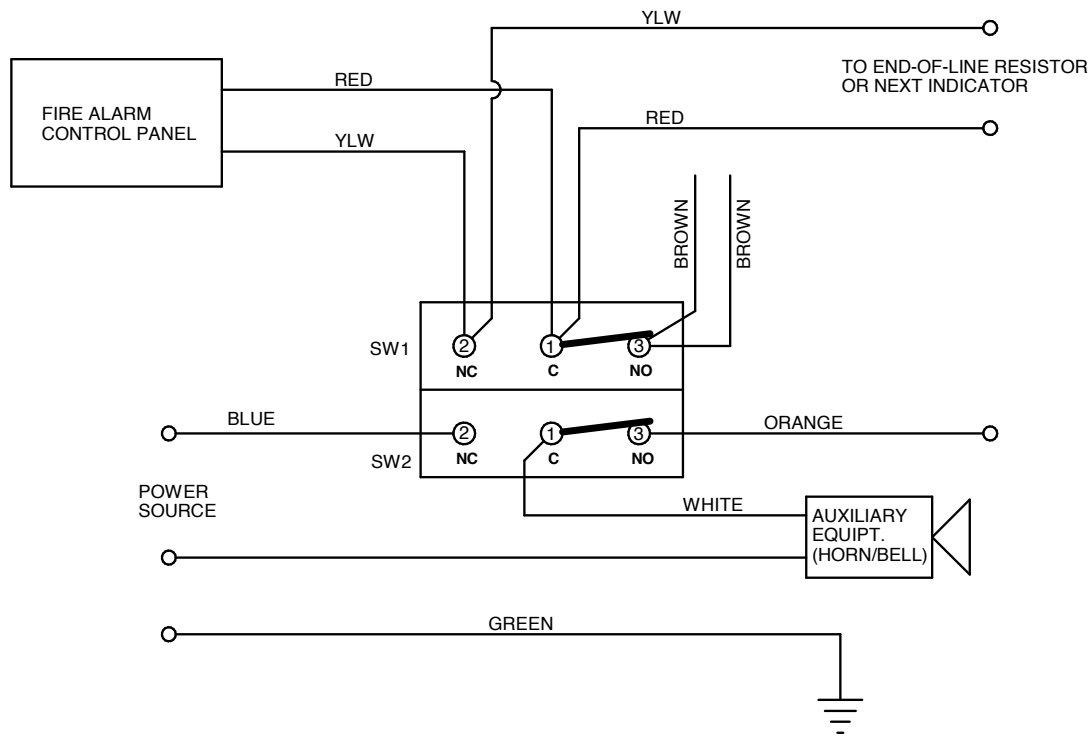 YLW
TO END-OF-LINE RESISTOR
OR NEXT INDICATOR
RED
FIRE ALARM
CONTROL PANEL
RED
YLW
BROWN
BROWN
SW1
2
1
3
NC
C
NO
BLUE
2
1
3
ORANGE
SW2
NC
C
NO
POWER
SOURCE
WHITE
AUXILIARY
EQUIPT.
(HORN/BELL)
GREEN